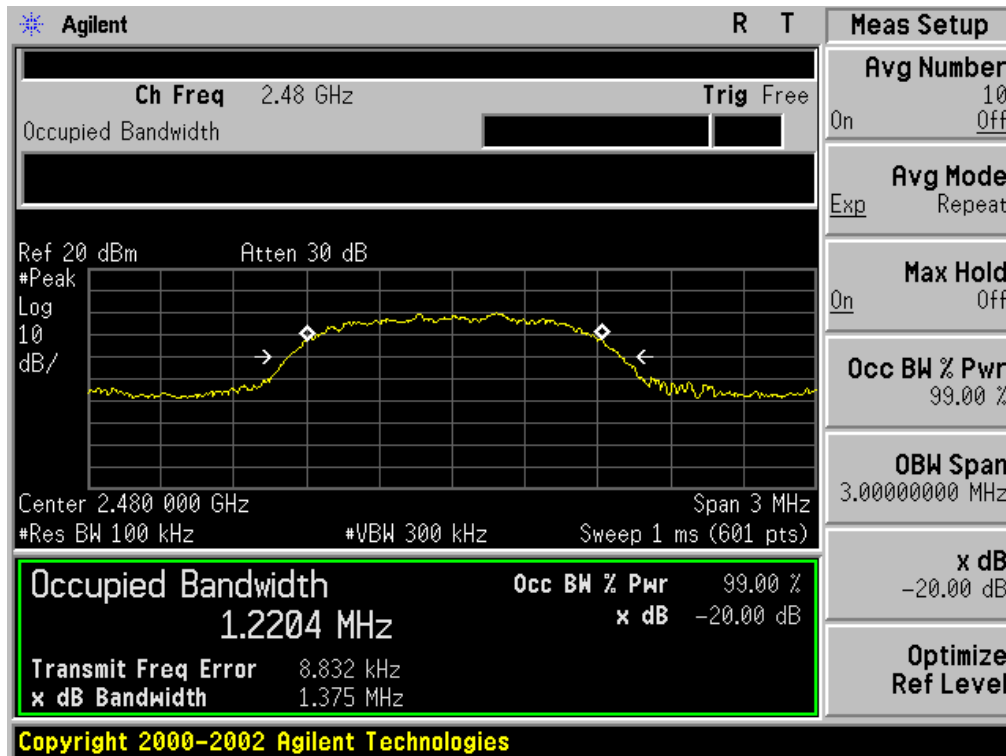 Agilent R T
Ch Freq 2.48 GHz Trig Free
Occupied Bandwidth
Ref 20 dBm Atten 30 dB
#Peak
Log
10
dB/
Center 2.480 000 GHz Span 3 MHz
#Res BW 100 kHz #VBW 300 kHz Sweep 1 ms (601 pts)
Occupied Bandwidth Occ BW % Pwr 99.00 %
1.2204 MHz x dB -20.00 dB
Transmit Freq Error 8.832 kHz
x dB Bandwidth 1.375 MHz
Copyright 2000-2002 Agilent Technologies
Meas Setup
Avg Number
10
On Off
Avg Mode
Exp Repeat
Max Hold
On Off
Occ BW % Pwr
99.00 %
OBW Span
3.00000000 MHz
x dB
-20.00 dB
Optimize
Ref Level